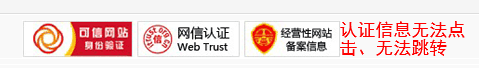 可信网站
身份验证
网信认证
Web Trust
经营性网站
备案信息
认证信息无法点
击、无法跳转